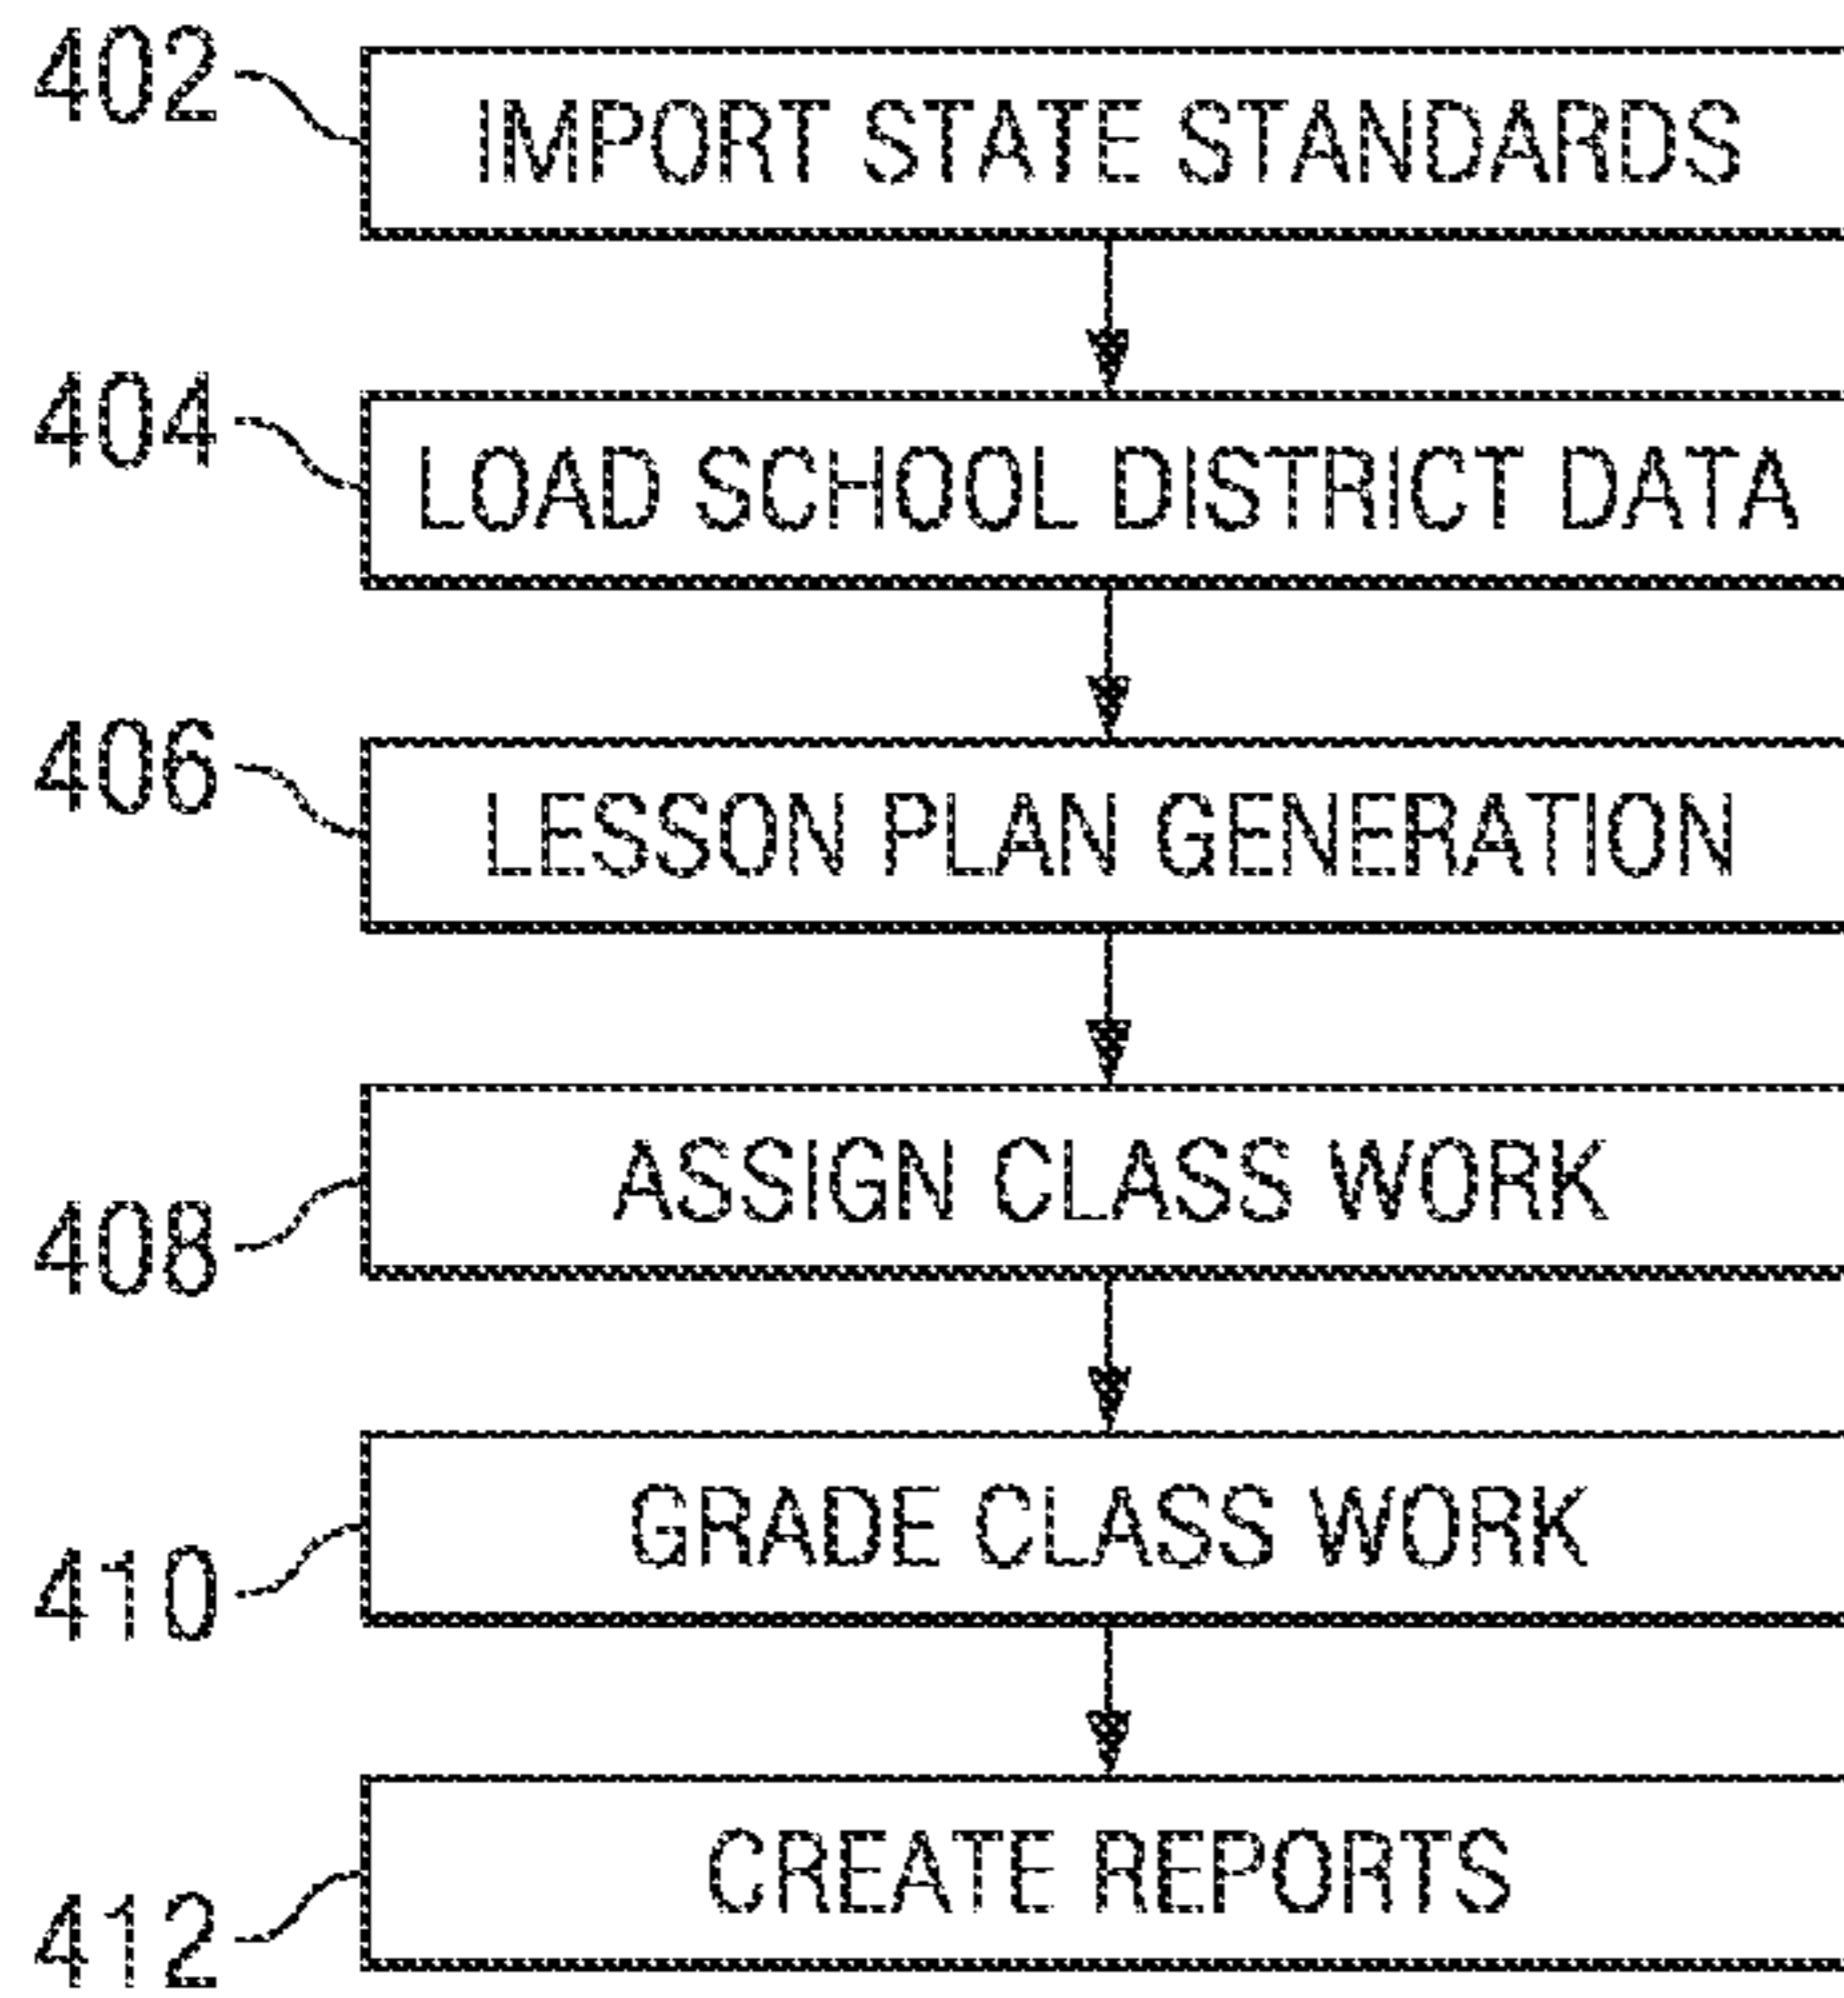 402 IMPORT STATE STANDARDS
404 LOAD SCHOOL DISTRICT DATA
406 LESSON PLAN GENERATION
408 ASSIGN CLASS WORK
410 GRADE CLASS WORK
412 CREATE REPORTS